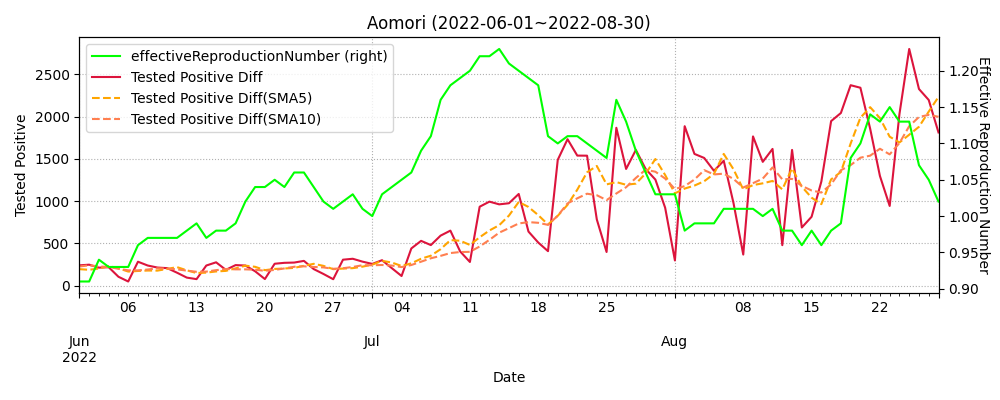 Aomori (2022-06-01~2022-08-30)
effectiveReproductionNumber (right)
Tested Positive Diff
Tested Positive Diff(SMA5)
Tested Positive Diff(SMA10)
Tested Positive
2500
2000
1500
1000
500
0
Effective Reproduction Number
1.20
1.15
1.10
1.05
1.00
0.95
0.90
06 13 20 27 04 11 18 25 08 15 22
Jun Jul Aug
2022
Date